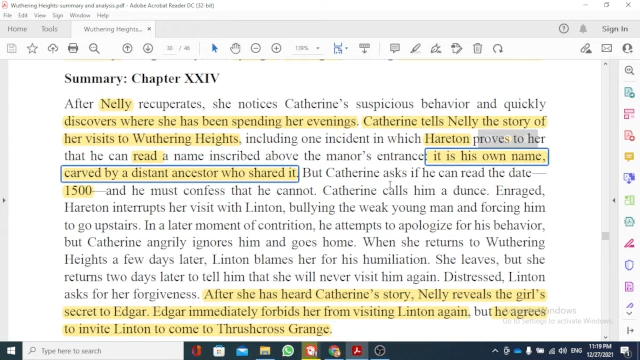 Wuthering Heights-summary and analysis.pdf - Adobe Acrobat Reader DC (32-bit)
File Edit View Sign Window Help
Home Tools Wuthering Heights-... ×
30 / 46 139%
Summary: Chapter XXIV
After Nelly recuperates, she notices Catherine's suspicious behavior and quickly
discovers where she has been spending her evenings. Catherine tells Nelly the story of
her visits to Wuthering Heights, including one incident in which Hareton proves to her
that he can read a name inscribed above the manor's entrance: it is his own name,
carved by a distant ancestor who shared it. But Catherine asks if he can read the date—
1500—and he must confess that he cannot. Catherine calls him a dunce. Enraged,
Hareton interrupts her visit with Linton, bullying the weak young man and forcing him
to go upstairs. In a later moment of contrition, he attempts to apologize for his behavior,
but Catherine angrily ignores him and goes home. When she returns to Wuthering
Heights a few days later, Linton blames her for his humiliation. She leaves, but she
returns two days later to tell him that she will never visit him again. Distressed, Linton
asks for her forgiveness. After she has heard Catherine's story, Nelly reveals the girl's
secret to Edgar. Edgar immediately forbids her from visiting Linton again, but he agrees
to invite Linton to come to Thrushcross Grange.
Activate Windows
Go to Settings to activate Windows.
11:19 PM
12/27/2021